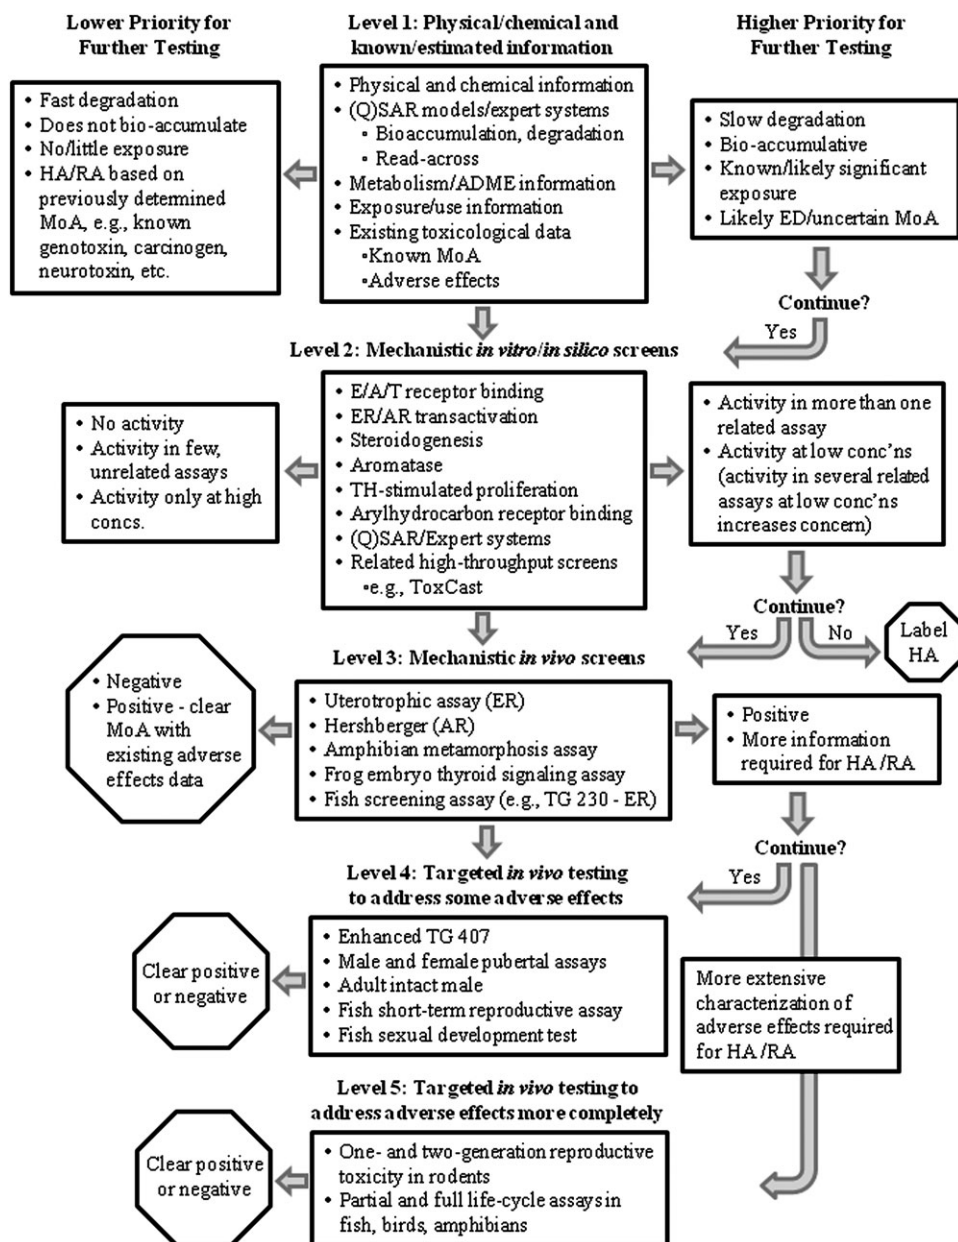 Lower Priority for
Further Testing
Level 1: Physical/chemical and
known/estimated information
Higher Priority for
Further Testing
• Fast degradation
• Does not bio-accumulate
• No/little exposure
• HA/RA based on
previously determined
MoA, e.g., known
genotoxin, carcinogen,
neurotoxin, etc.
• Physical and chemical information
• (Q)SAR models/expert systems
▫ Bioaccumulation, degradation
▫ Read-across
• Metabolism/ADME information
• Exposure/use information
• Existing toxicological data
▫Known MoA
▫Adverse effects
• Slow degradation
• Bio-accumulative
• Known/likely significant
exposure
• Likely ED/uncertain MoA
Continue?
Yes
Level 2: Mechanistic in vitro/in silico screens
• No activity
• Activity in few,
unrelated assays
• Activity only at high
concs.
• E/A/T receptor binding
• ER/AR transactivation
• Steroidogenesis
• Aromatase
• TH-stimulated proliferation
• Arylhydrocarbon receptor binding
• (Q)SAR/Expert systems
• Related high-throughput screens
▫e.g., ToxCast
• Activity in more than one
related assay
• Activity at low conc'ns
(activity in several related
assays at low conc'ns
increases concern)
Continue?
Yes
No
Label
HA
Level 3: Mechanistic in vivo screens
• Negative
• Positive - clear
MoA with
existing adverse
effects data
• Uterotrophic assay (ER)
• Hershberger (AR)
• Amphibian metamorphosis assay
• Frog embryo thyroid signaling assay
• Fish screening assay (e.g., TG 230 - ER)
• Positive
• More information
required for HA/RA
Continue?
Yes
Level 4: Targeted in vivo testing
to address some adverse effects
Clear positive
or negative
• Enhanced TG 407
• Male and female pubertal assays
• Adult intact male
• Fish short-term reproductive assay
• Fish sexual development test
More extensive
characterization of
adverse effects required
for HA/RA
Level 5: Targeted in vivo testing to
address adverse effects more completely
Clear positive
or negative
• One- and two-generation reproductive
toxicity in rodents
• Partial and full life-cycle assays in
fish, birds, amphibians